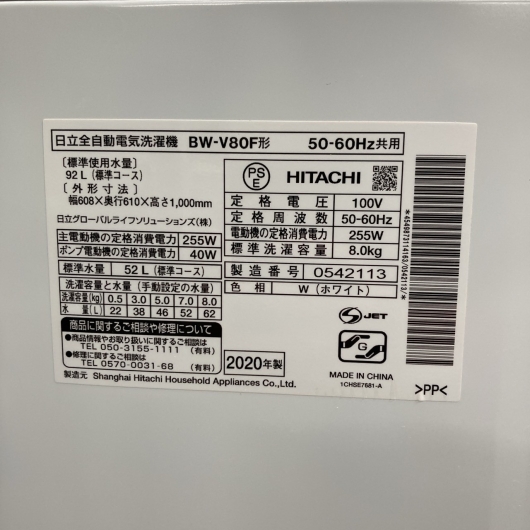 日立全自動電気洗濯機 BW-V80F形 50-60Hz共用
〔標準使用水量〕
92 L (標準コース)
〔外形寸法〕
幅608×奥行610×高さ1,000mm
日立グローバルライフソリューションズ(株)
主電動機の定格消費電力 255W
ポンプ電動機の定格消費電力 40W
標準水量 52 L (標準コース)
洗濯容量と水量 (手動設定の水量)
洗濯容量(kg) 0.5 3.0 5.0 7.0 8.0
水量(L) 22 38 46 52 62
商品に関するご相談や修理について
●商品のお問合せやお取り扱いに関するご相談
TEL 050-3155-1111 (有料)
●修理に関するご相談
TEL 0570-0031-68 (有料)
製造元 Shanghai Hitachi Household Appliances Co.,Ltd.
PS
E
HITACHI
定格電圧 100V
定格周波数 50-60Hz
電動機の定格消費電力 255W
標準洗濯容量 8.0kg
製造番号 0542113
色相 W (ホワイト)
S JET
G
2020年製
MADE IN CHINA
1CHSE7681-A
>PP<